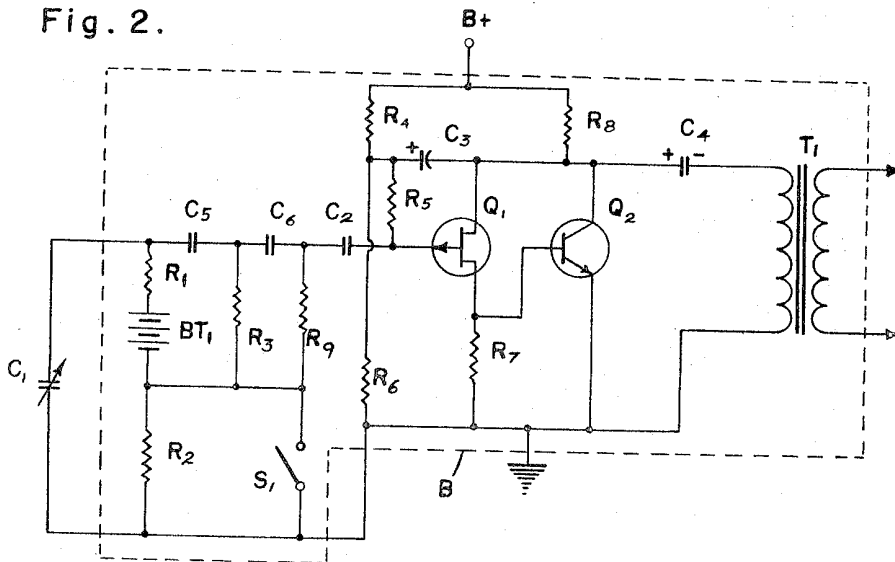 Fig. 2.
B+
R4
C3
R8
C4
T1
+
+ -
R5
Q1
Q2
C5
C6
C2
R1
BT1
R3
R9
C1
R6
R7
R2
S1
B